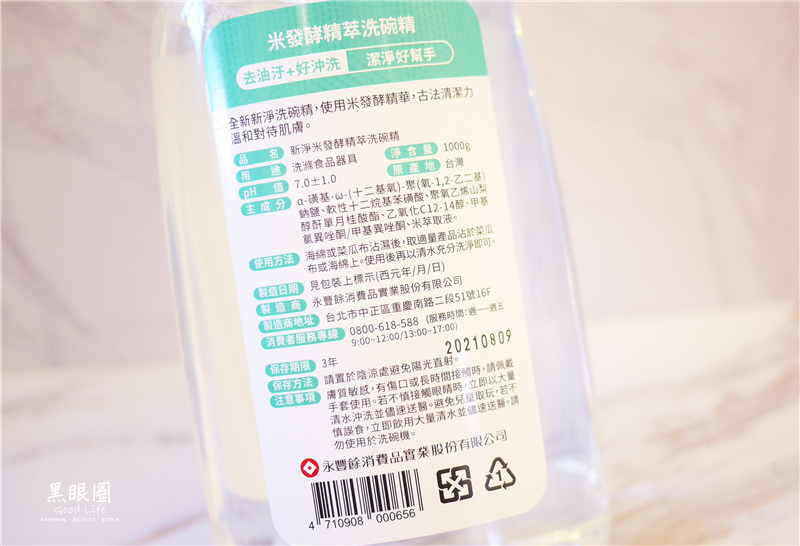 米發酵精萃洗碗精
去油汙+好沖洗 潔淨好幫手
全新新淨洗碗精，使用米發酵精華，古法清潔力
溫和對待肌膚。
品名 新淨米發酵精萃洗碗精
用途 洗滌食品器具 淨含量 1000g
pH 值 7.0±1.0 原產地 台灣
主成分 α-磺基-ω-(十二基氧)-聚(氧-1,2-乙二基)
鈉鹽、軟性十二烷基苯磺酸、聚氧乙烯山梨
醇酐單月桂酸酯、乙氧化C12-14醇、甲基
氯異唑酮/甲基異唑酮、米萃取液。
使用方法 海綿或菜瓜布沾濕後，取適量產品沾於菜瓜
布或海綿上。使用後再以清水充分洗淨即可。
製造日期 見包裝上標示(西元年/月/日)
製造商 永豐餘消費品實業股份有限公司
製造商地址 台北市中正區重慶南路二段51號16F
消費者服務專線 0800-618-588 (服務時間：週一-週五
9:00~12:00/13:00~17:00)
20210809
保存期限 3年
保存方法 請置於陰涼處避免陽光直射。
注意事項 膚質敏感，有傷口或長時間接觸時，請佩戴
手套使用。若不慎接觸眼睛時，立即以大量
清水沖洗並儘速送醫。避免兒童取玩，若不
慎誤食，立即飲用大量清水並儘速送醫。請
勿使用於洗碗機。
永豐餘消費品實業股份有限公司
4 710908 000656
1
黑眼圈
Good Life
FASHION · BEAUTY · STYLE